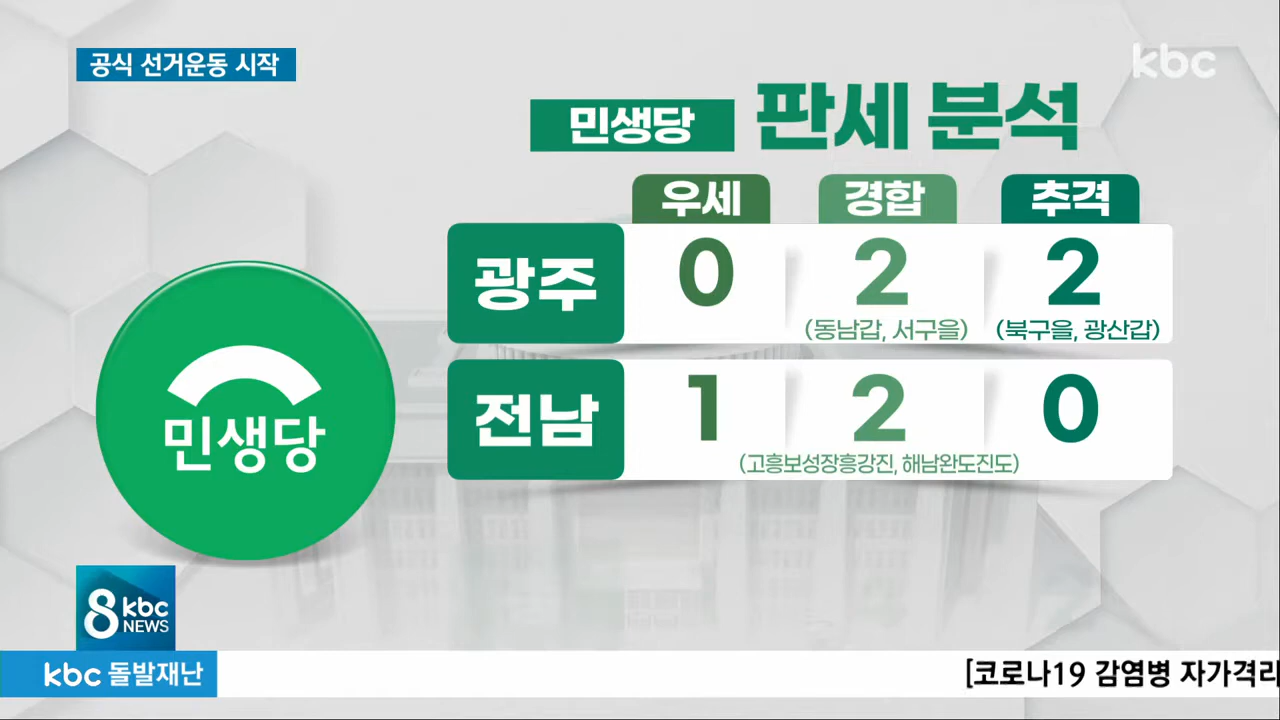 공식 선거운동 시작
kbc
민생당 판세 분석
우세 경합 추격
광주 0 2 2
(동남갑, 서구을) (북구을, 광산갑)
전남 1 2 0
(고흥보성장흥강진, 해남완도진도)
민생당
8 kbc NEWS
kbc 돌발재난
[코로나19 감염병 자가격리